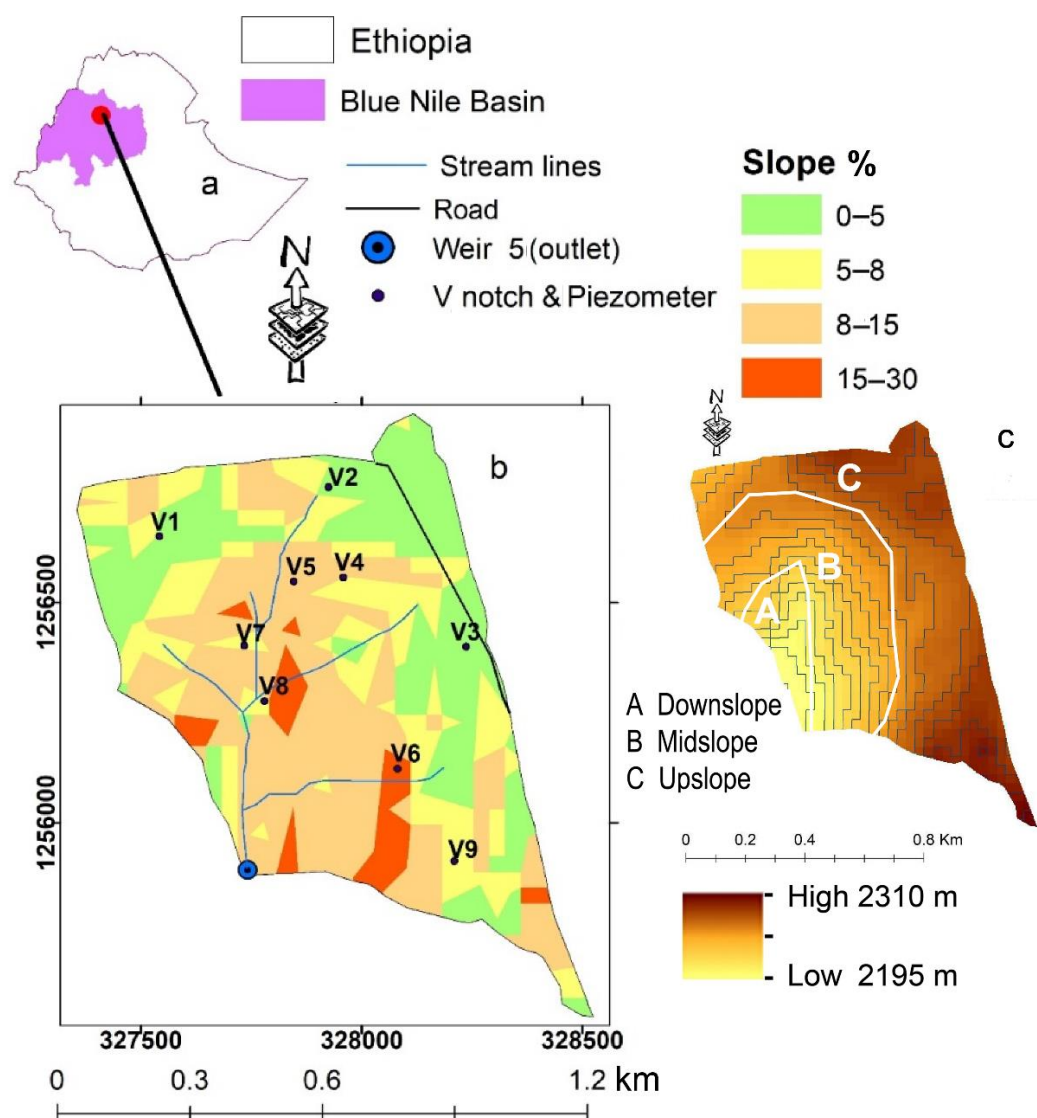 Ethiopia
Blue Nile Basin
a
Stream lines
Road
Weir 5 (outlet)
V notch & Piezometer
N
Slope %
0–5
5–8
8–15
15–30
b
V1
V2
V3
V4
V5
V6
V7
V8
V9
1256500
1256000
327500
328000
328500
0
0.3
0.6
1.2 km
N
c
C
B
A
A Downslope
B Midslope
C Upslope
0
0.2
0.4
0.8 Km
High 2310 m
Low 2195 m